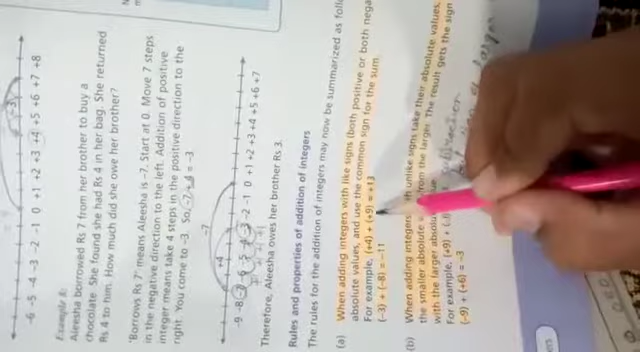 -6 -5 -4 -3 -2 -1 0 +1 +2 +3 +4 +5 +6 +7 +8
Example 8:
Aleesha borrowed Rs 7 from her brother to buy a
chocolate. She found she had Rs 4 in her bag. She returned
Rs 4 to him. How much did she owe her brother?
'Borrows Rs 7' means Aleesha is –7. Start at 0. Move 7 steps
in the negative direction to the left. Addition of positive
integer means take 4 steps in the positive direction to the
right. You come to –3. So, –7 + 4 = –3
–7
+4
-9 -8 -7 -6 -5 -4 -3 -2 -1 0 +1 +2 +3 +4 +5 +6 +7
Therefore, Aleesha owes her brother Rs 3.
Rules and properties of addition of integers
The rules for the addition of integers may now be summarized as
(a) When adding integers with like signs (both positive or both
absolute values, and use the common sign for the sum.
For example, (+4) + (+9) = +13
(–3) + (–8) = –11
(b) When adding integers unlike signs take their absolute values,
the smaller absolute from the larger. The result gets the sign
with the larger
For example, (+9) +
(–9) + (+6) = –3